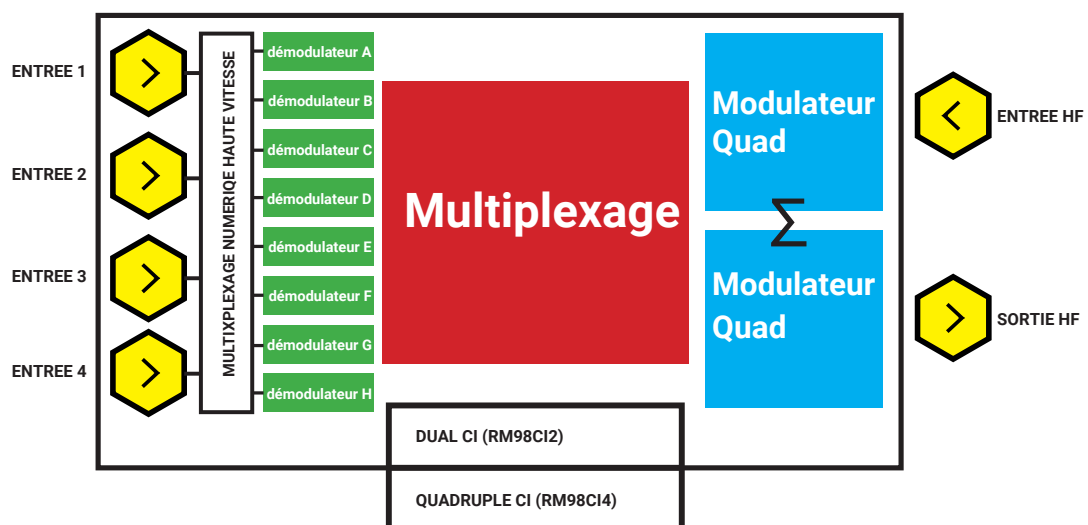 ENTREE 1
ENTREE 2
ENTREE 3
ENTREE 4
MULTIXPLEXAGE NUMERIQE HAUTE VITESSE
démodulateur A
démodulateur B
démodulateur C
démodulateur D
démodulateur E
démodulateur F
démodulateur G
démodulateur H
Multiplexage
Modulateur
Quad
Σ
Modulateur
Quad
ENTREE HF
SORTIE HF
DUAL CI (RM98CI2)
QUADRUPLE CI (RM98CI4)